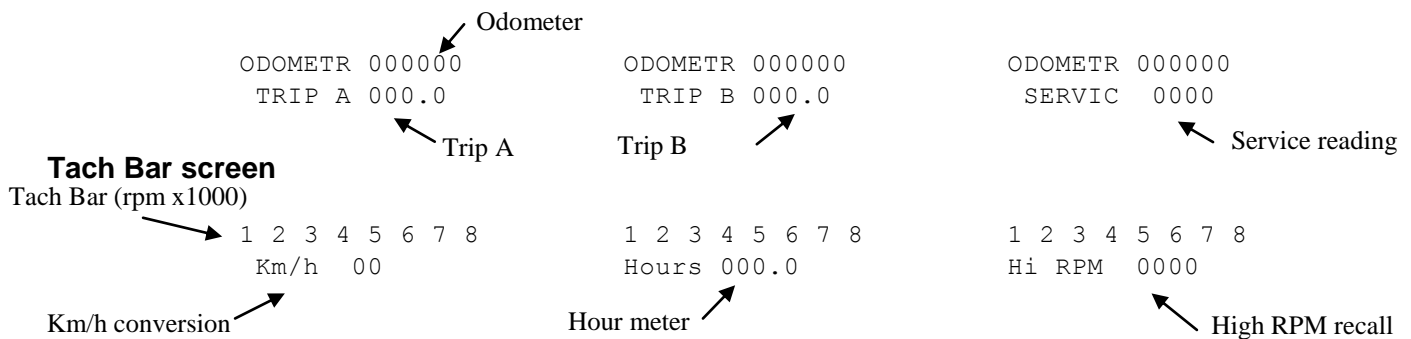 Odometer
ODOMETR 000000 ODOMETR 000000 ODOMETR 000000
TRIP A 000.0 TRIP B 000.0 SERVIC 0000
Trip A Trip B Service reading
Tach Bar screen
Tach Bar (rpm x1000)
1 2 3 4 5 6 7 8 1 2 3 4 5 6 7 8 1 2 3 4 5 6 7 8
Km/h 00 Hours 000.0 Hi RPM 0000
Km/h conversion Hour meter High RPM recall